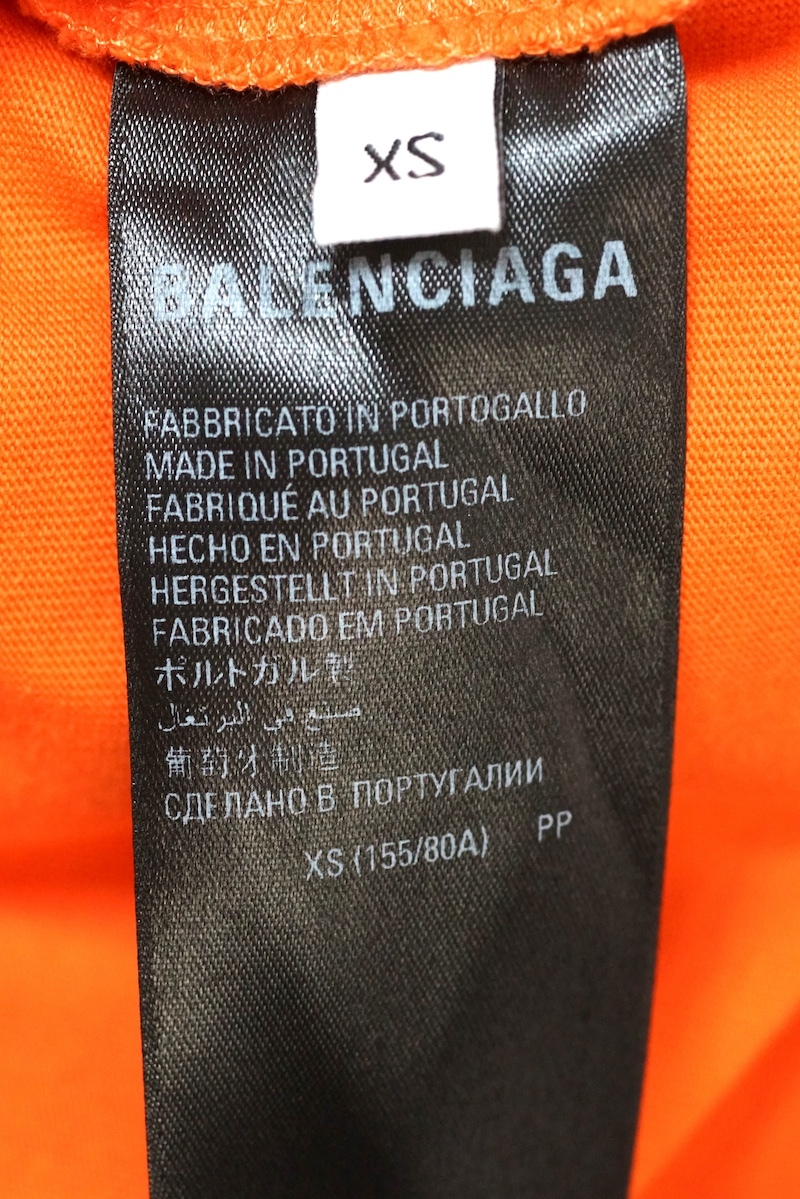 XS
BALENCIAGA
FABBRICATO IN PORTOGALLO
MADE IN PORTUGAL
FABRIQUÉ AU PORTUGAL
HECHO EN PORTUGAL
HERGESTELLT IN PORTUGAL
FABRICADO EM PORTUGAL
ポルトガル製
صنع في البرتغال
葡萄牙制造
СДЕЛАНО В ПОРТУГАЛИИ
XS (155/80A) PP